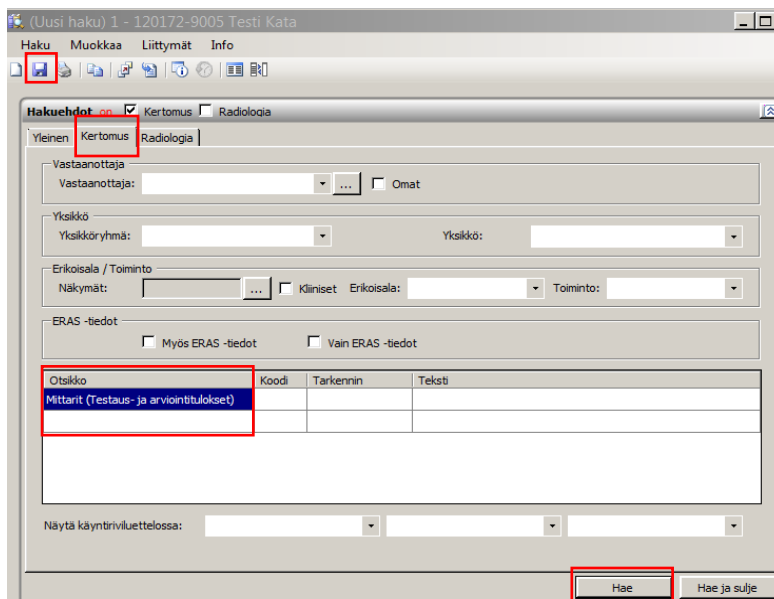 (Uusi haku) 1 - 120172-9005 Testi Kata
Haku Muokkaa Liittymät Info
Hakuehdot on Kertomus Radiologia
Yleinen Kertomus Radiologia
Vastaanottaja
Vastaanottaja: ... Omat
Yksikkö
Yksikköryhmä: Yksikkö:
Erikoisala / Toiminto
Näkymät: ... Kliiniset Erikoisala: Toiminto:
ERAS -tiedot
Myös ERAS -tiedot Vain ERAS -tiedot
Otsikko Koodi Tarkennin Teksti
Mittarit (Testaus- ja arviointitulokset)
Näytä käyntiriviluettelossa:
Hae Hae ja sulje